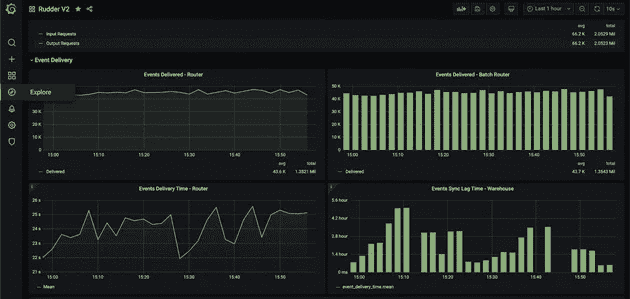 Rudder V2
Last 1 hour
10s
avg total
Input Requests 66.2 K 2.0529 Mil
Output Requests 66.2 K 2.0523 Mil
Event Delivery
Explore
Events Delivered - Router
40 K
30 K
20 K
10 K
0
15:00 15:10 15:20 15:30 15:40 15:50
avg total
Delivered 43.6 K 1.3521 Mil
Events Delivered - Batch Router
50 K
40 K
30 K
20 K
10 K
0
15:00 15:10 15:20 15:30 15:40 15:50
avg total
Delivered 43.7 K 1.3543 Mil
Events Delivery Time - Router
26 s
25 s
24 s
23 s
22 s
21 s
15:00 15:10 15:20 15:30 15:40 15:50
Mean
Events Sync Lag Time - Warehouse
5.6 hour
4.2 hour
2.8 hour
1.4 hour
0 ms
15:00 15:10 15:20 15:30 15:40 15:50
event_delivery_time.mean